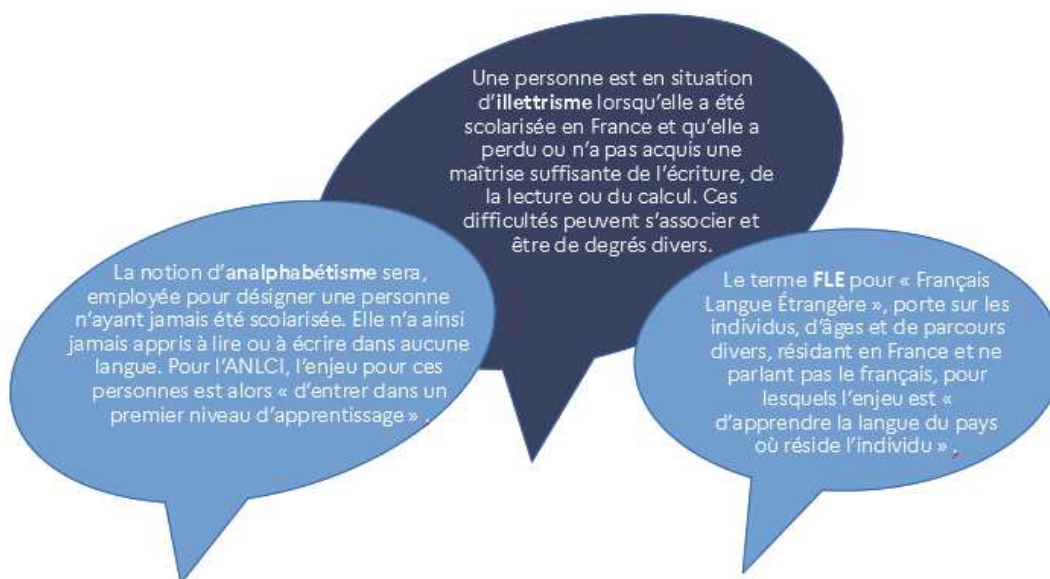 Une personne est en situation
d’illettrisme lorsqu’elle a été
scolarisée en France et qu’elle a
perdu ou n’a pas acquis une
maîtrise suffisante de l’écriture, de
la lecture ou du calcul. Ces
difficultés peuvent s’associer et
être de degrés divers.
La notion d’analphabétisme sera,
employée pour désigner une personne
n’ayant jamais été scolarisée. Elle n’a ainsi
jamais appris à lire ou à écrire dans aucune
langue. Pour l’ANLCI, l’enjeu pour ces
personnes est alors « d’entrer dans un
premier niveau d’apprentissage » .
Le terme FLE pour « Français
Langue Étrangère », porte sur les
individus, d’âges et de parcours
divers, résidant en France et ne
parlant pas le français, pour
lesquels l’enjeu est «
d’apprendre la langue du pays
où réside l’individu » .